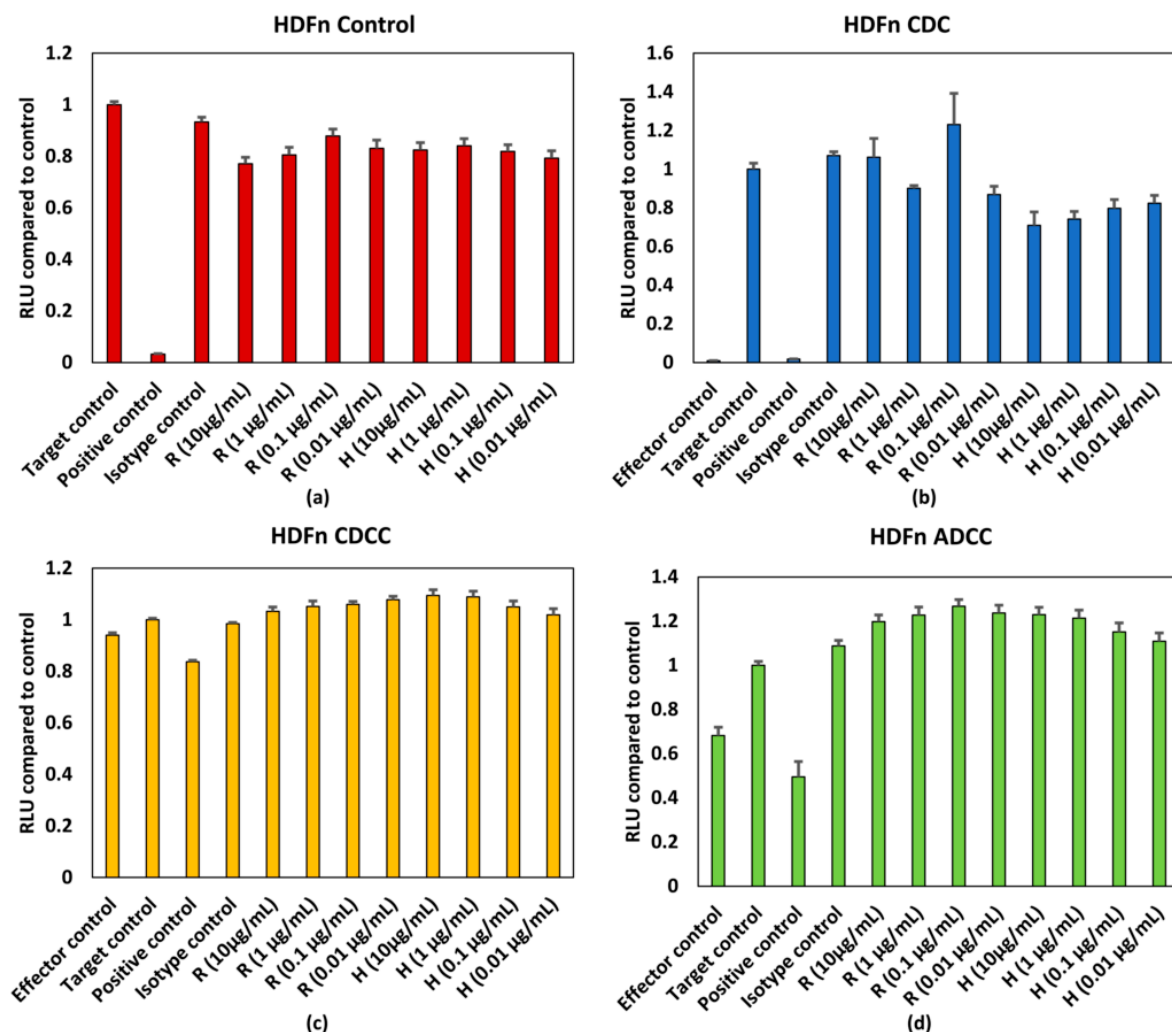 HDFn Control
RLU compared to control
1.2
1
0.8
0.6
0.4
0.2
0
Target control
Positive control
Isotype control
R (10µg/mL)
R (1 µg/mL)
R (0.1 µg/mL)
R (0.01 µg/mL)
H (10µg/mL)
H (1 µg/mL)
H (0.1 µg/mL)
H (0.01 µg/mL)
(a)
HDFn CDC
RLU compared to control
1.6
1.4
1.2
1
0.8
0.6
0.4
0.2
0
Effector control
Target control
Positive control
Isotype control
R (10µg/mL)
R (1 µg/mL)
R (0.1 µg/mL)
R (0.01 µg/mL)
H (10µg/mL)
H (1 µg/mL)
H (0.1 µg/mL)
H (0.01 µg/mL)
(b)
HDFn CDCC
RLU compared to control
1.2
1
0.8
0.6
0.4
0.2
0
Effector control
Target control
Positive control
Isotype control
R (10µg/mL)
R (1 µg/mL)
R (0.1 µg/mL)
R (0.01 µg/mL)
H (10µg/mL)
H (1 µg/mL)
H (0.1 µg/mL)
H (0.01 µg/mL)
(c)
HDFn ADCC
RLU compared to control
1.4
1.2
1
0.8
0.6
0.4
0.2
0
Effector control
Target control
Positive control
Isotype control
R (10µg/mL)
R (1 µg/mL)
R (0.1 µg/mL)
R (0.01 µg/mL)
H (10µg/mL)
H (1 µg/mL)
H (0.1 µg/mL)
H (0.01 µg/mL)
(d)